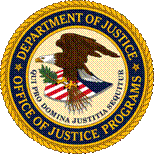 DEPARTMENT OF JUSTICE
QUI PRO DOMINA JUSTITIA SEQUITUR
OFFICE OF JUSTICE PROGRAMS